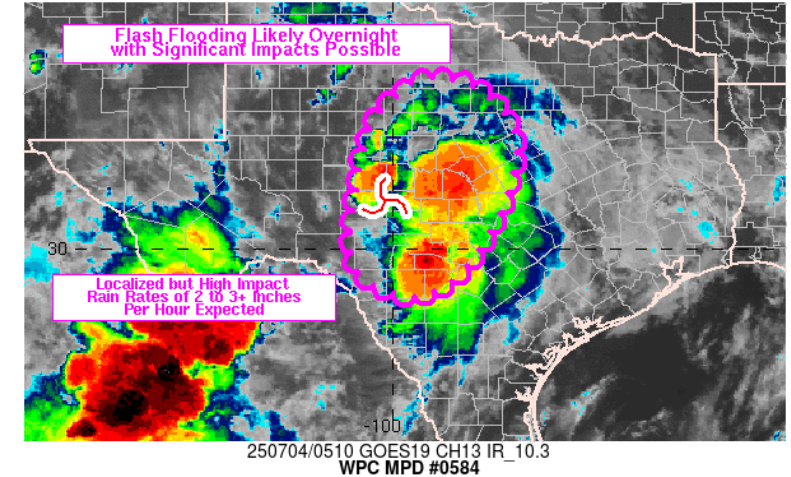 Flash Flooding Likely Overnight
with Significant Impacts Possible
30
Localized but High Impact
Rain Rates of 2 to 3+ Inches
Per Hour Expected
-100
250704/0510 GOES19 CH13 IR_10.3
WPC MPD #0584